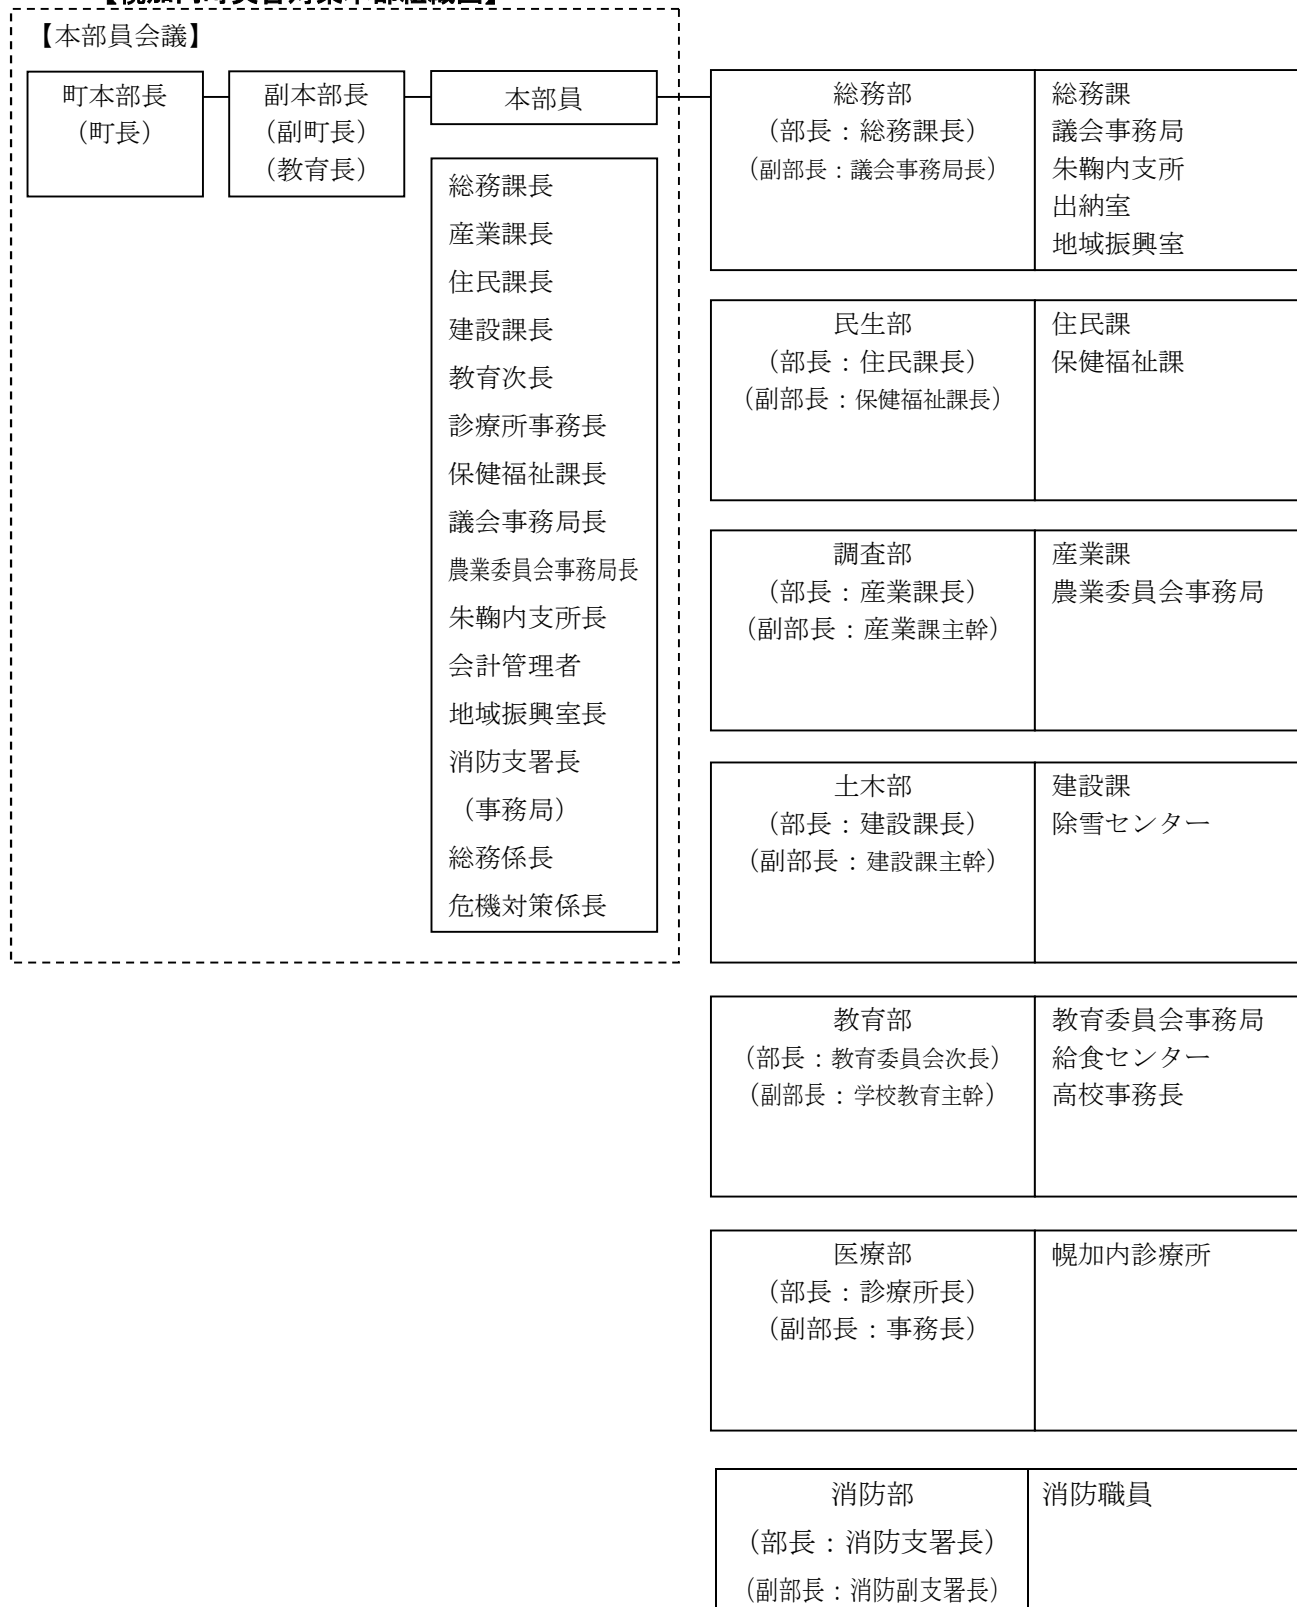 【本部員会議】
町本部長
（町長）
副本部長
（副町長）
（教育長）
本部員
総務課長
産業課長
住民課長
建設課長
教育次長
診療所事務長
保健福祉課長
議会事務局長
農業委員会事務局長
朱鞠内支所長
会計管理者
地域振興室長
消防支署長
（事務局）
総務係長
危機対策係長
総務部
（部長：総務課長）
（副部長：議会事務局長）
総務課
議会事務局
朱鞠内支所
出納室
地域振興室
民生部
（部長：住民課長）
（副部長：保健福祉課長）
住民課
保健福祉課
調査部
（部長：産業課長）
（副部長：産業課主幹）
産業課
農業委員会事務局
土木部
（部長：建設課長）
（副部長：建設課主幹）
建設課
除雪センター
教育部
（部長：教育委員会次長）
（副部長：学校教育主幹）
教育委員会事務局
給食センター
高校事務長
医療部
（部長：診療所長）
（副部長：事務長）
幌加内診療所
消防部
（部長：消防支署長）
（副部長：消防副支署長）
消防職員